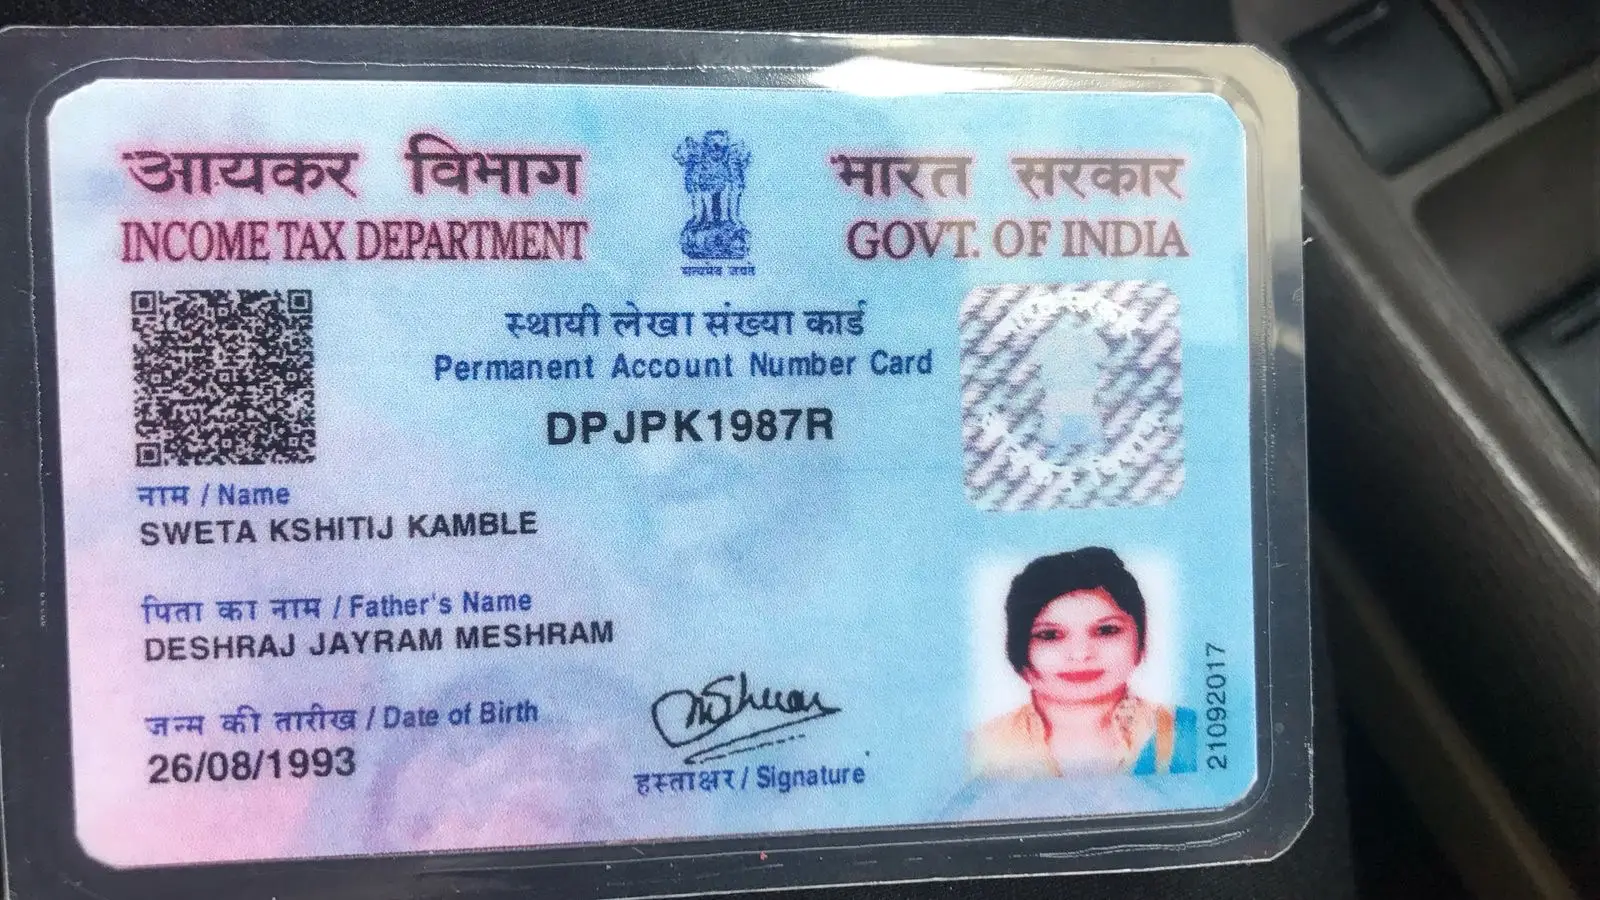 आयकर विभाग
INCOME TAX DEPARTMENT
सत्यमेव जयते
भारत सरकार
GOVT. OF INDIA
स्थायी लेखा संख्या कार्ड
Permanent Account Number Card
DPJPK1987R
नाम / Name
SWETA KSHITIJ KAMBLE
पिता का नाम / Father's Name
DESHRAJ JAYRAM MESHRAM
जन्म की तारीख / Date of Birth
26/08/1993
हस्ताक्षर / Signature
21092017